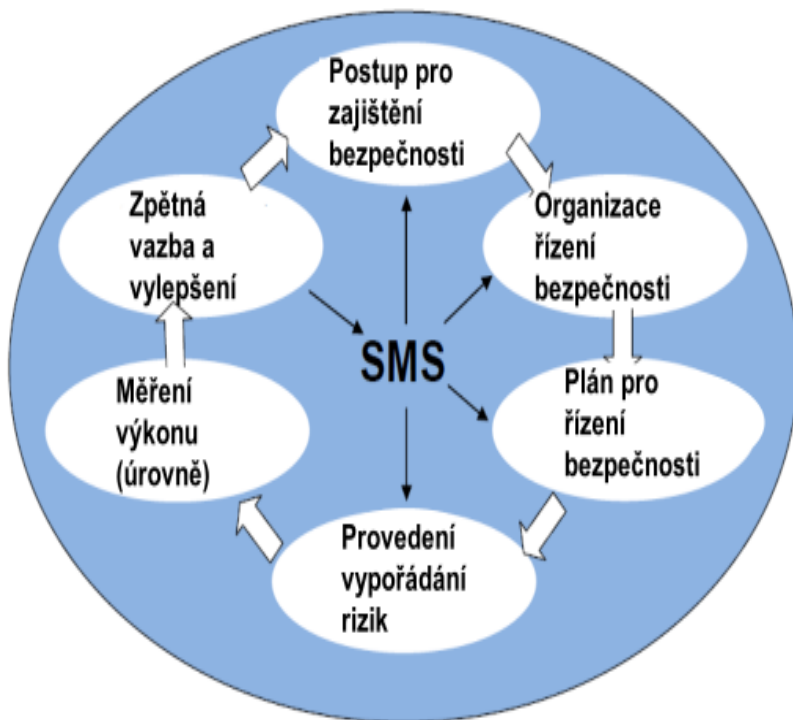 Postup pro
zajištění
bezpečnosti
Organizace
řízení
bezpečnosti
Plán pro
řízení
bezpečnosti
Provedení
vypořádání
rizik
Měření
výkonu
(úrovně)
Zpětná
vazba a
vylepšení
SMS